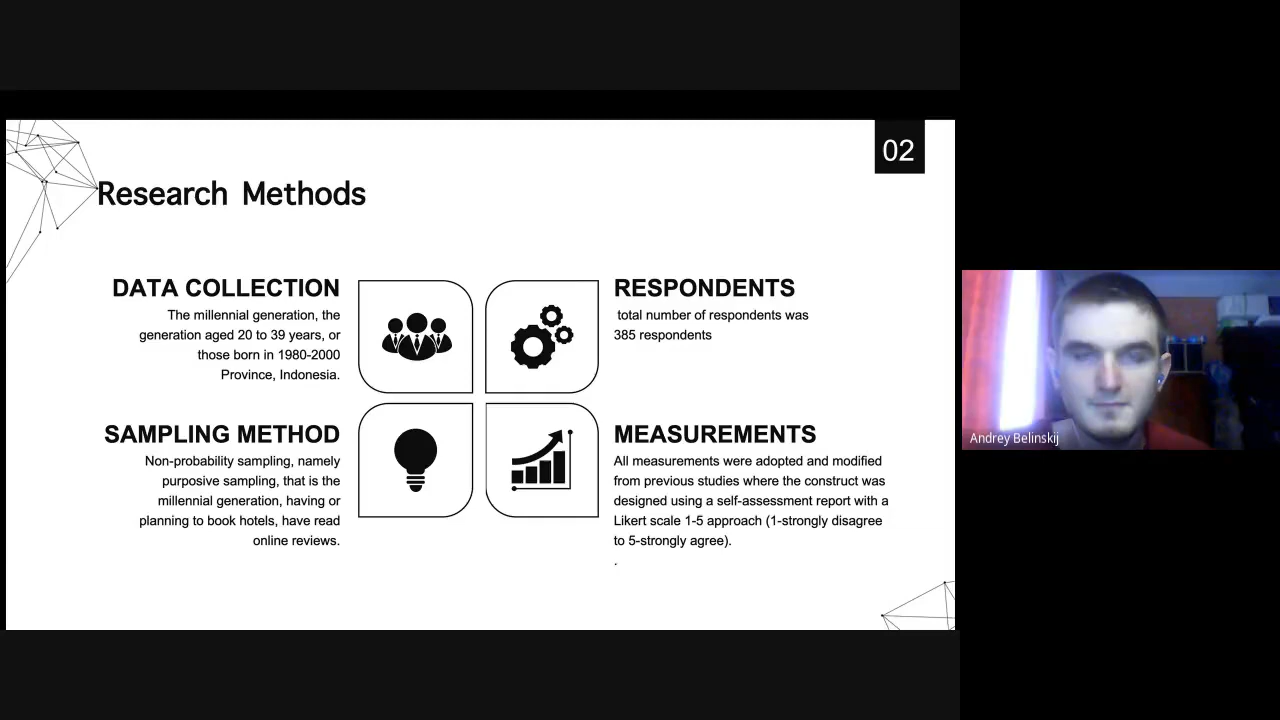 02
Research Methods
DATA COLLECTION
The millennial generation, the
generation aged 20 to 39 years, or
those born in 1980-2000
Province, Indonesia.
RESPONDENTS
total number of respondents was
385 respondents
SAMPLING METHOD
Non-probability sampling, namely
purposive sampling, that is the
millennial generation, having or
planning to book hotels, have read
online reviews.
MEASUREMENTS
All measurements were adopted and modified
from previous studies where the construct was
designed using a self-assessment report with a
Likert scale 1-5 approach (1-strongly disagree
to 5-strongly agree).
.
Andrey Belinskij